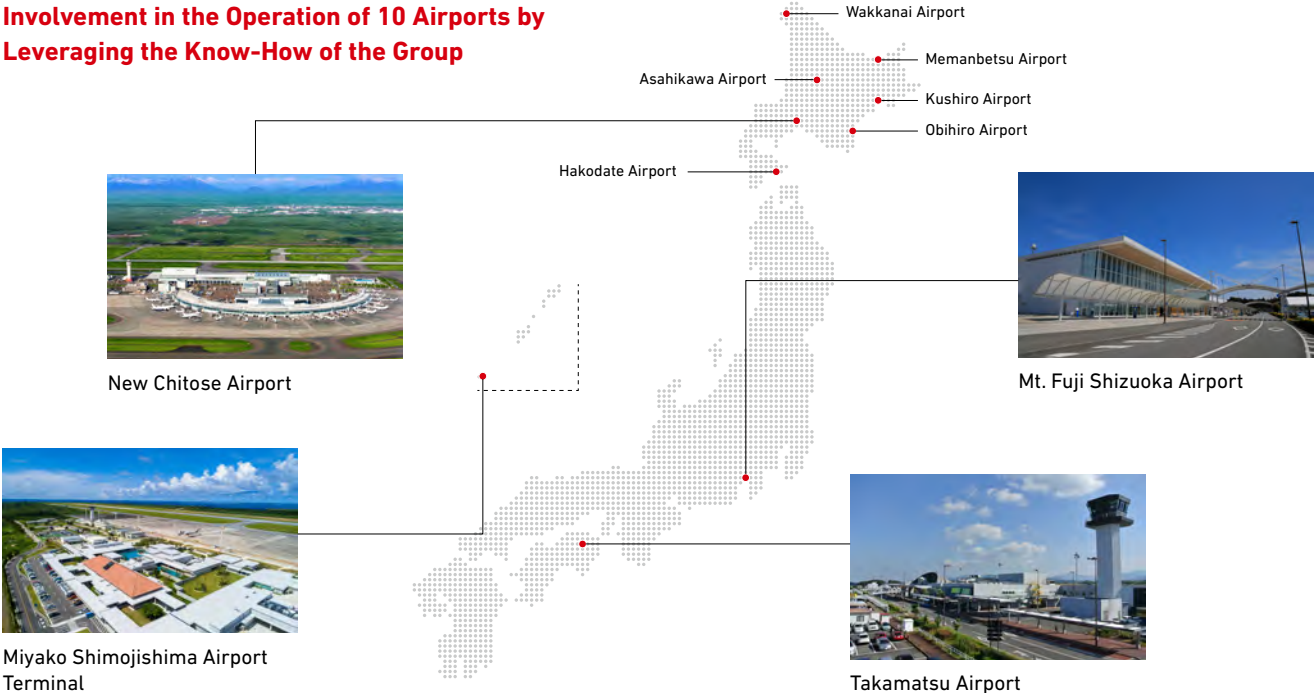 Involvement in the Operation of 10 Airports by
Leveraging the Know-How of the Group
Wakkanai Airport
Memanbetsu Airport
Asahikawa Airport
Kushiro Airport
Obihiro Airport
Hakodate Airport
New Chitose Airport
Mt. Fuji Shizuoka Airport
Miyako Shimojishima Airport
Terminal
Takamatsu Airport